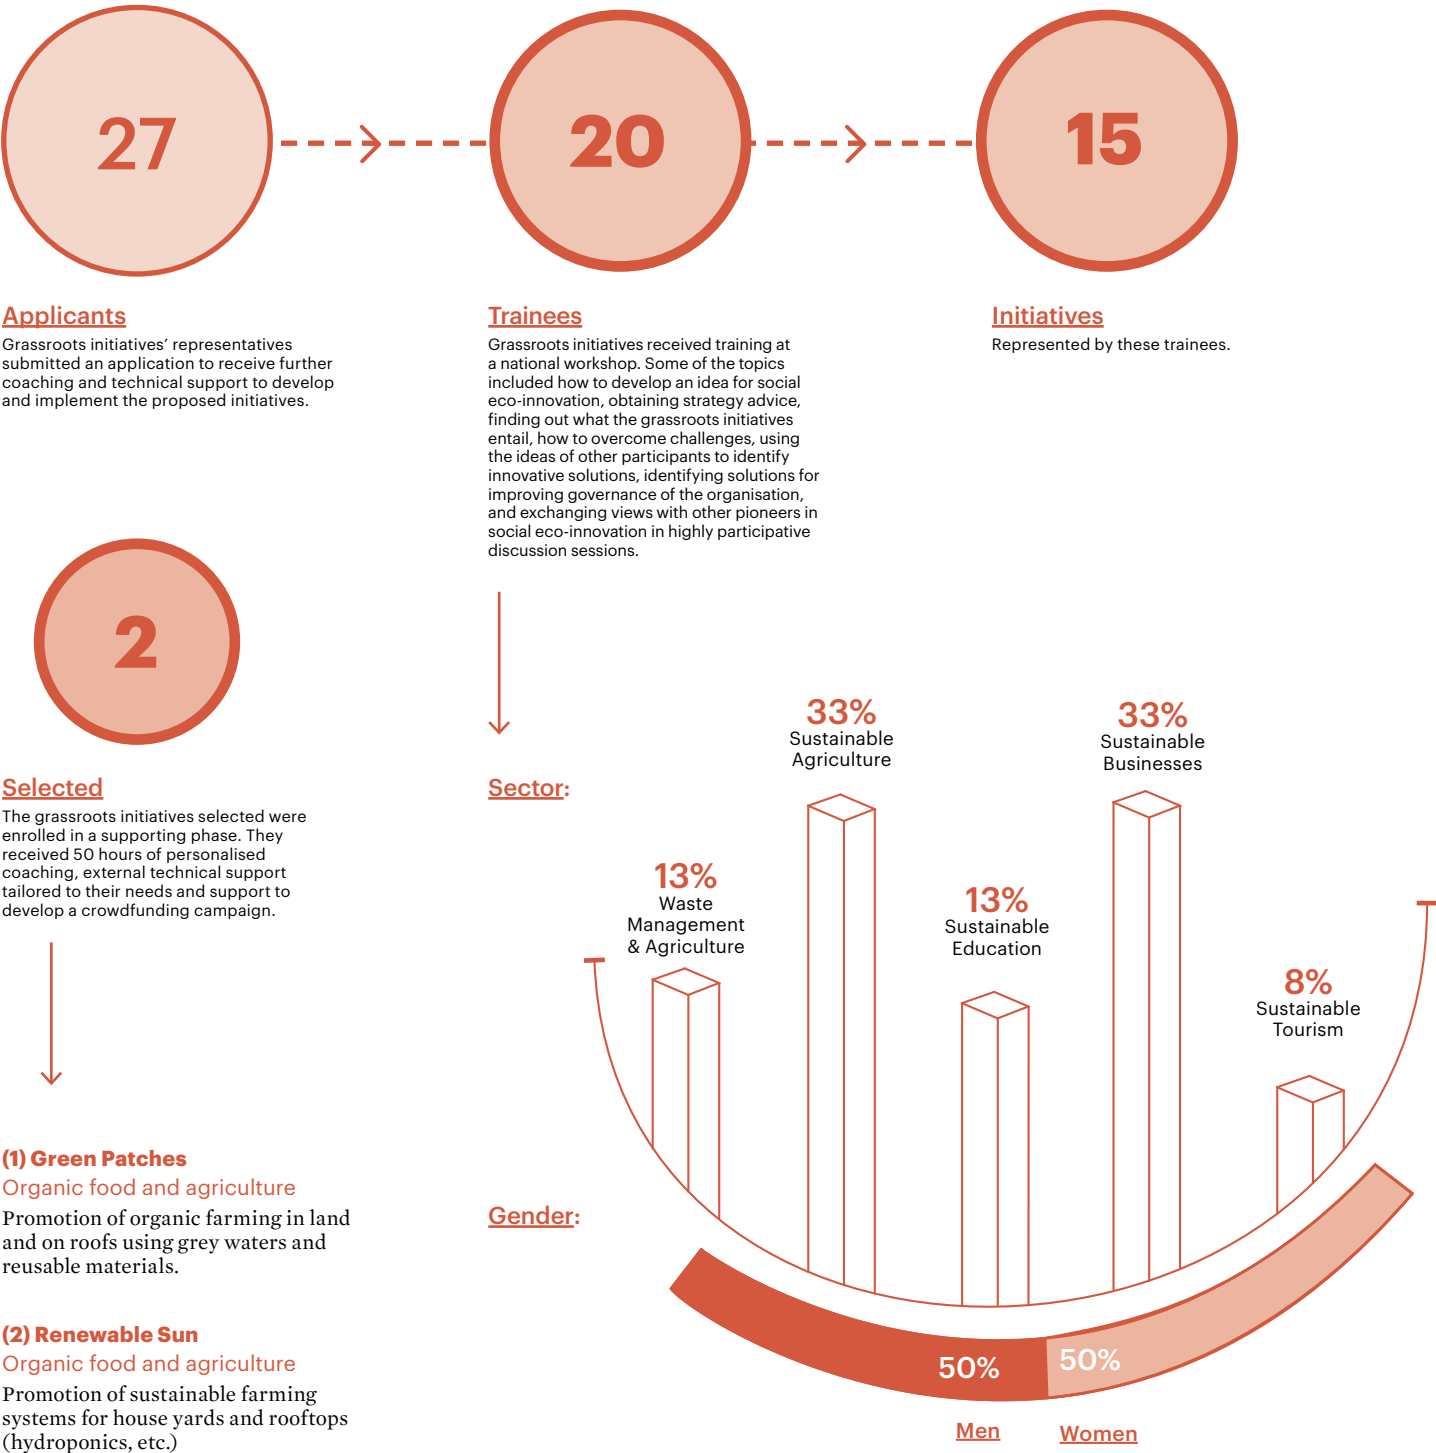 27
20
15
Applicants
Grassroots initiatives’ representatives
submitted an application to receive further
coaching and technical support to develop
and implement the proposed initiatives.
Trainees
Grassroots initiatives received training at
a national workshop. Some of the topics
included how to develop an idea for social
eco-innovation, obtaining strategy advice,
finding out what the grassroots initiatives
entail, how to overcome challenges, using
the ideas of other participants to identify
innovative solutions, identifying solutions for
improving governance of the organisation,
and exchanging views with other pioneers in
social eco-innovation in highly participative
discussion sessions.
Initiatives
Represented by these trainees.
2
Selected
The grassroots initiatives selected were
enrolled in a supporting phase. They
received 50 hours of personalised
coaching, external technical support
tailored to their needs and support to
develop a crowdfunding campaign.
(1) Green Patches
Organic food and agriculture
Promotion of organic farming in land
and on roofs using grey waters and
reusable materials.
(2) Renewable Sun
Organic food and agriculture
Promotion of sustainable farming
systems for house yards and rooftops
(hydroponics, etc.)
Sector:
13%
Waste
Management
& Agriculture
33%
Sustainable
Agriculture
13%
Sustainable
Education
33%
Sustainable
Businesses
8%
Sustainable
Tourism
Gender:
50%
50%
Men
Women